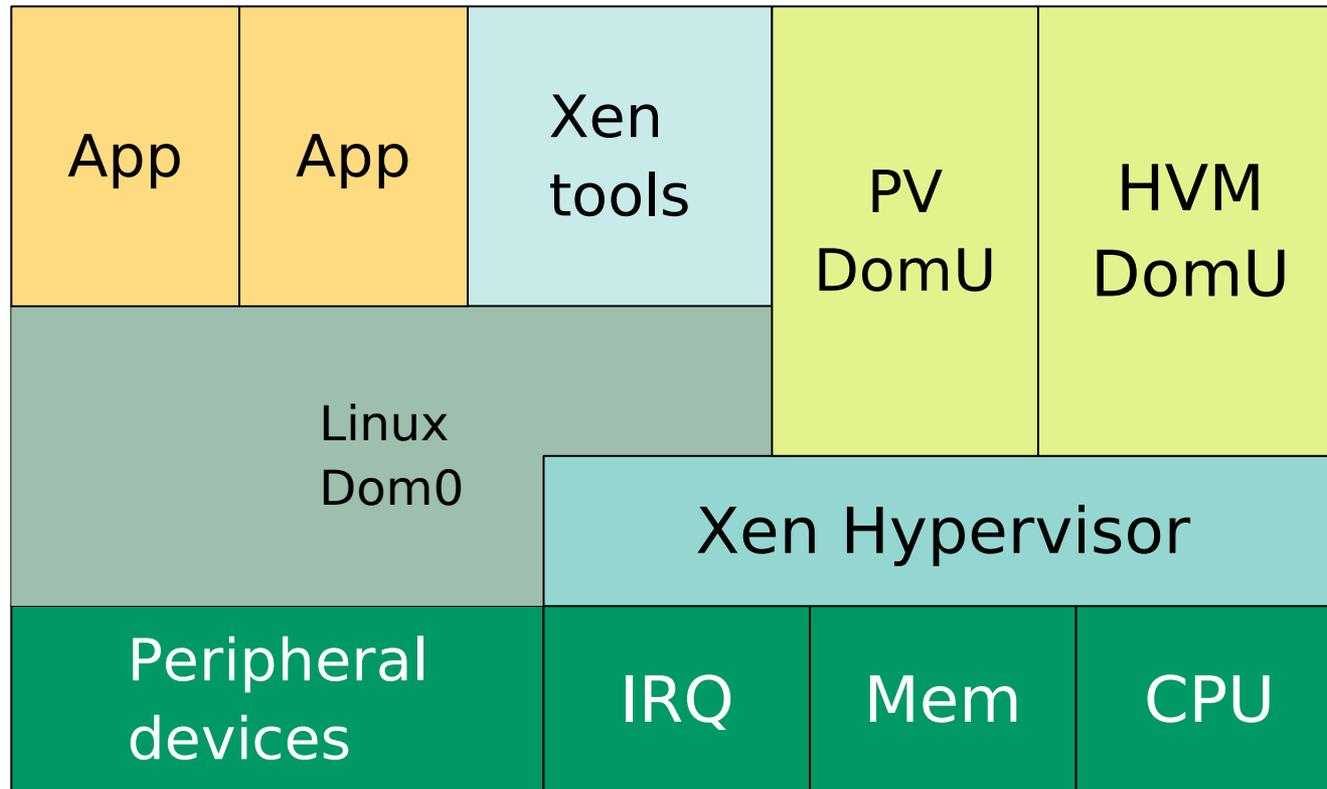 App
App
Xen
tools
PV
DomU
HVM
DomU
Linux
Dom0
Xen Hypervisor
Peripheral
devices
IRQ
Mem
CPU